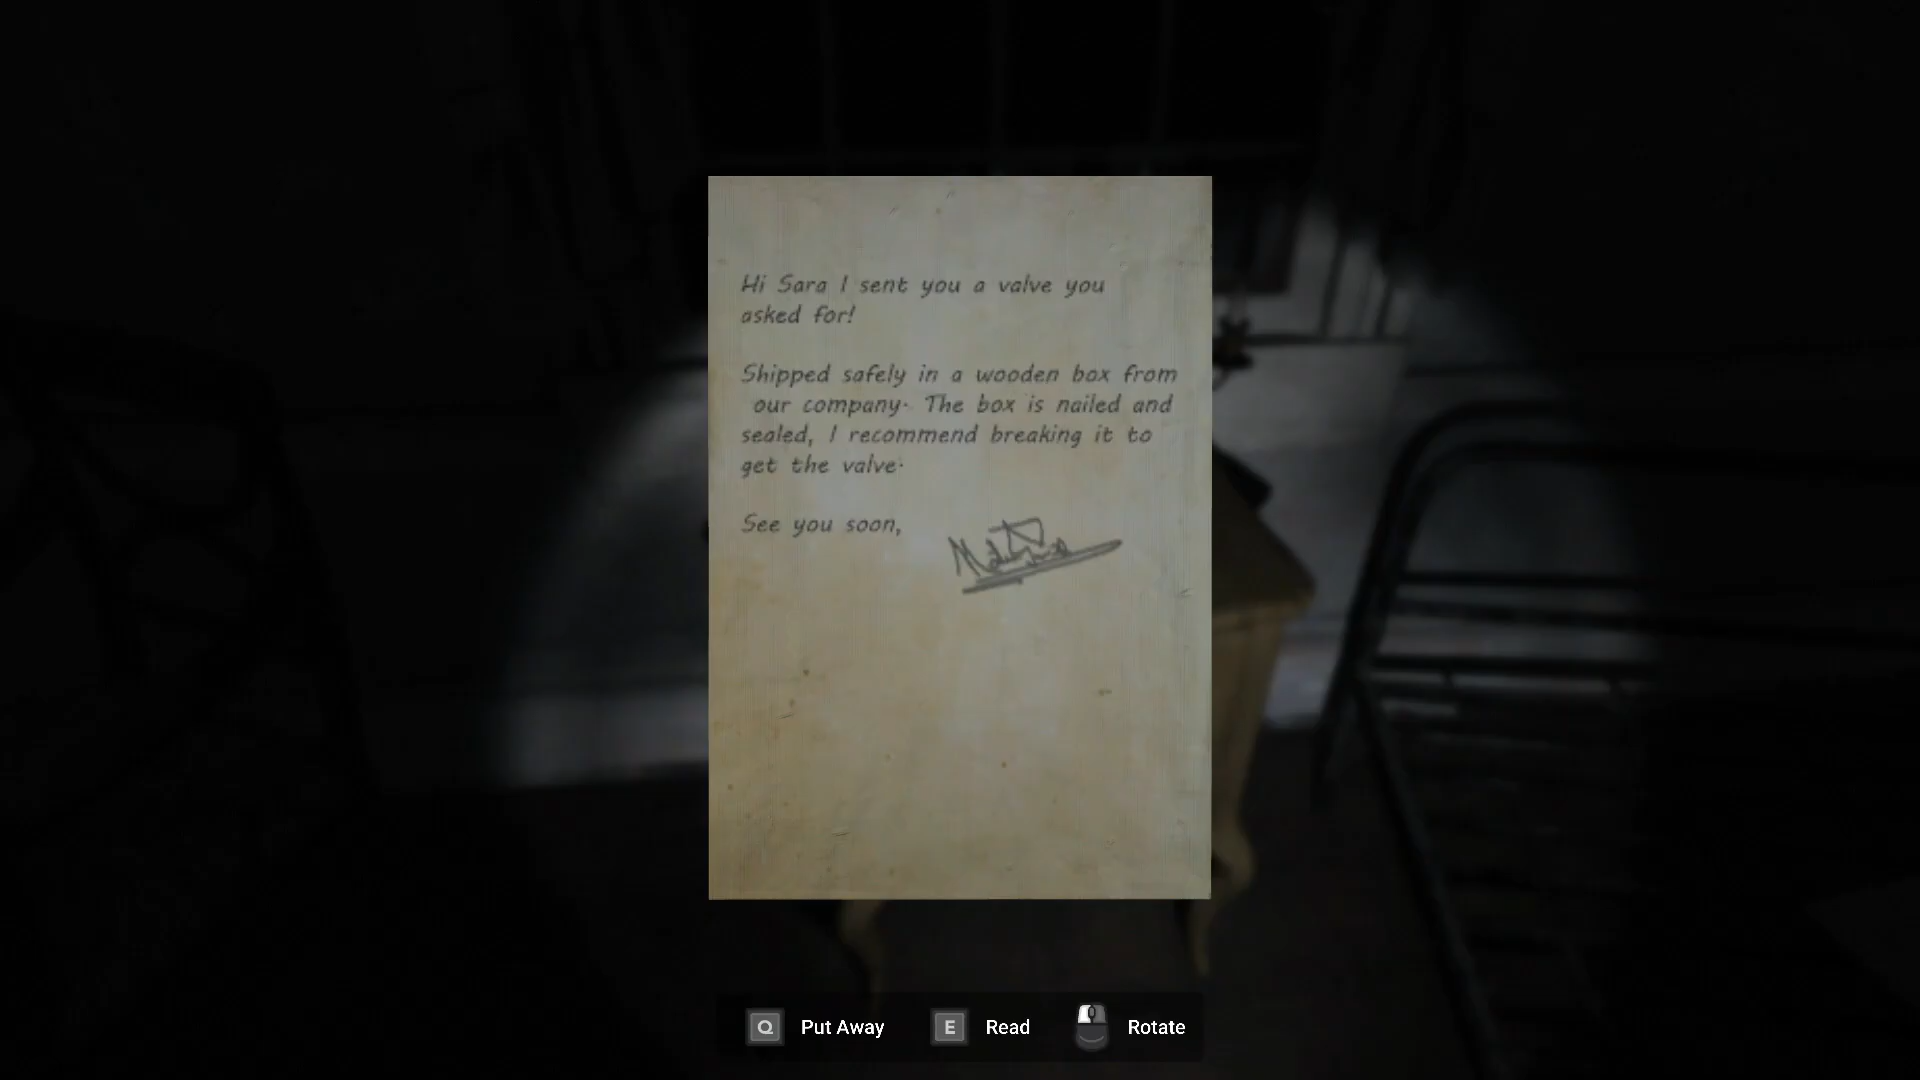 Hi Sara I sent you a valve you
asked for!
Shipped safely in a wooden box from
our company. The box is nailed and
sealed, I recommend breaking it to
get the valve.
See you soon,
Q Put Away E Read Rotate